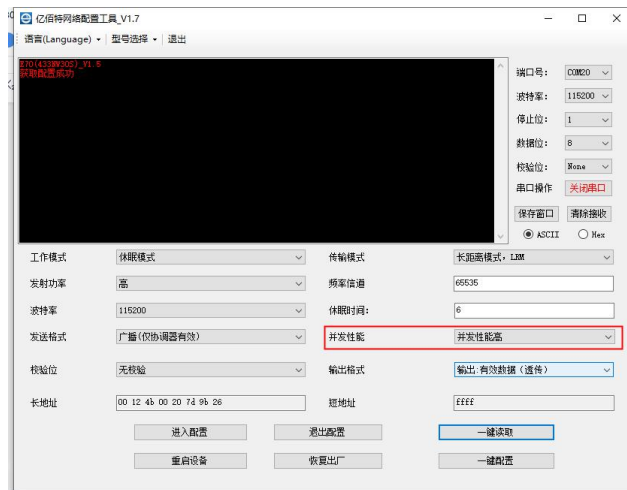 亿佰特网络配置工具_V1.7
语言(Language) 型号选择 退出
E70(433NW30S)_V1.5
获取配置成功
端口号： COM20
波特率： 115200
停止位： 1
数据位： 8
校验位： None
串口操作 关闭串口
保存窗口 清除接收
ASCII Hex
工作模式 休眠模式 传输模式 长距离模式，LRM
发射功率 高 频率信道 65535
波特率 115200 休眠时间： 6
发送格式 广播(仅协调器有效) 并发性能 并发性能高
校验位 无校验 输出格式 输出:有效数据（透传）
长地址 00 12 4b 00 20 7d 9b 26 短地址 ffff
进入配置 退出配置 一键读取
重启设备 恢复出厂 一键配置